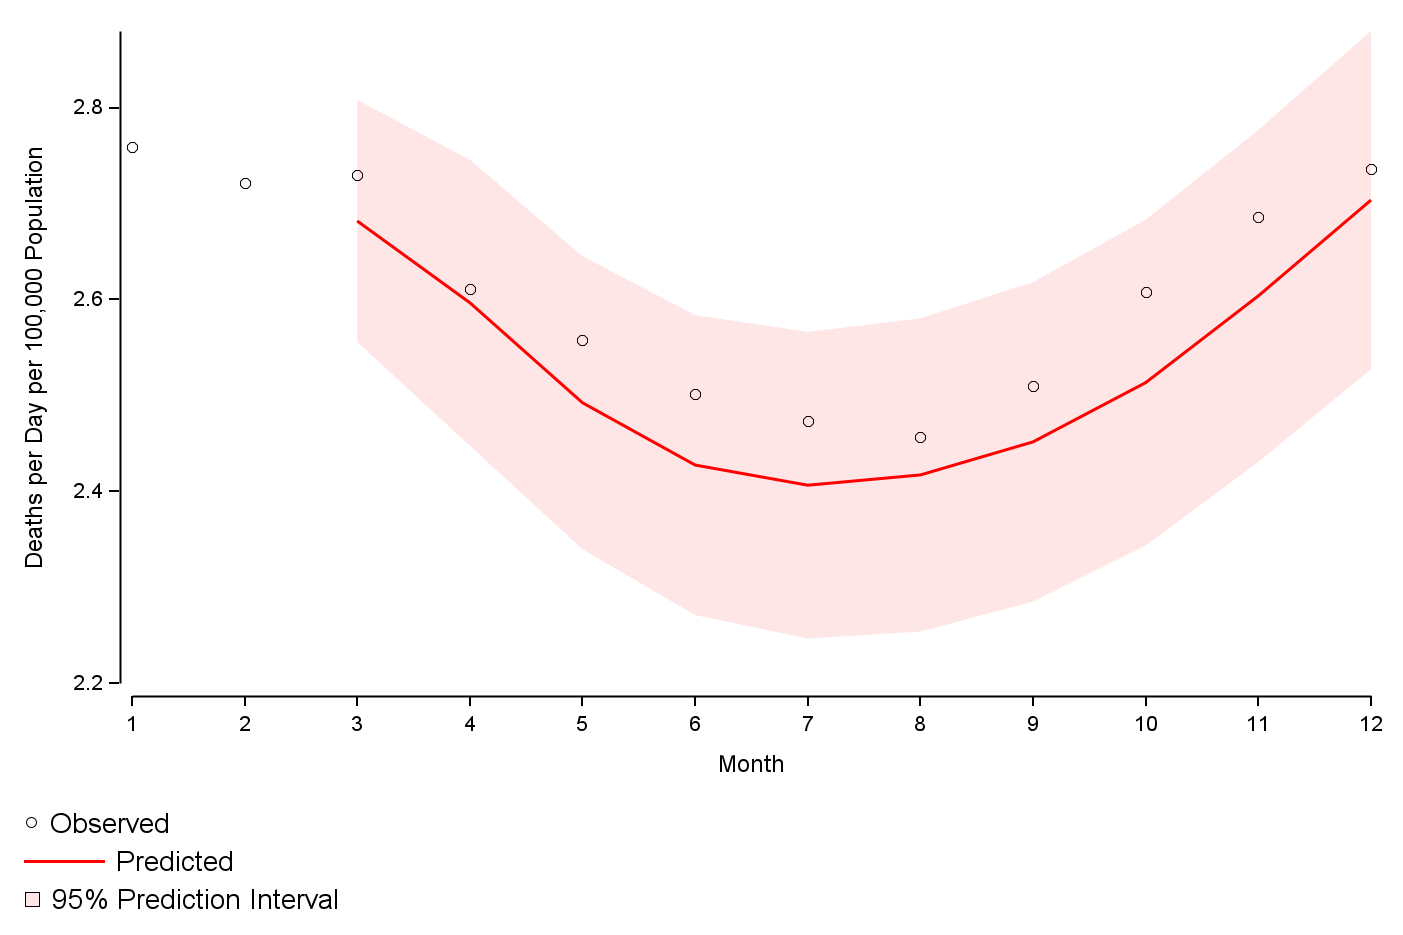 Deaths per Day per 100,000 Population
2.8
2.6
2.4
2.2
1 2 3 4 5 6 7 8 9 10 11 12
Month
Observed
Predicted
95% Prediction Interval